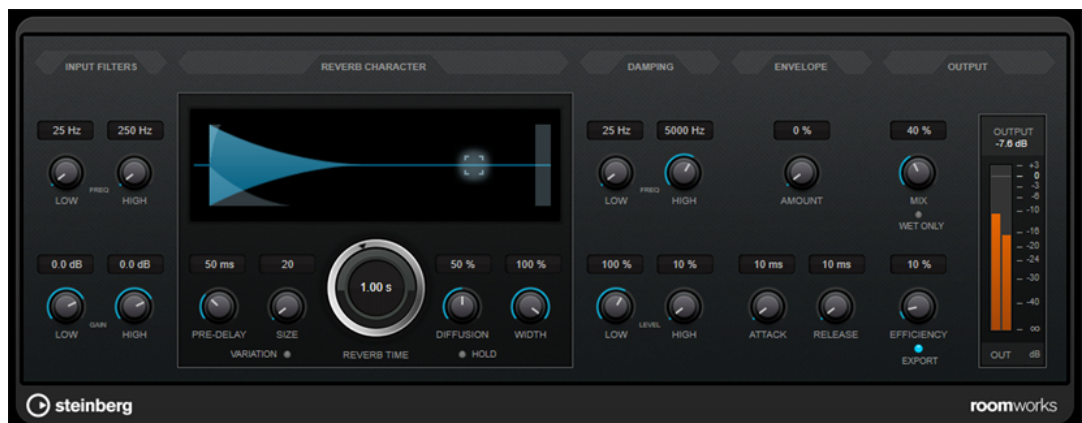 INPUT FILTERS
REVERB CHARACTER
DAMPING
ENVELOPE
OUTPUT
25 Hz 250 Hz
LOW FREQ HIGH
0.0 dB 0.0 dB
LOW GAIN HIGH
50 ms 20
1.00 s
50 % 100 %
PRE-DELAY SIZE
DIFFUSION WIDTH
VARIATION
REVERB TIME
HOLD
25 Hz 5000 Hz
LOW FREQ HIGH
100 % 10 %
LOW LEVEL HIGH
0 %
AMOUNT
10 ms 10 ms
ATTACK RELEASE
40 %
MIX
WET ONLY
10 %
EFFICIENCY
EXPORT
OUTPUT
-7.6 dB
+3
0
-3
-6
-10
-16
-20
-24
-30
-40
∞
OUT dB
steinberg
roomworks